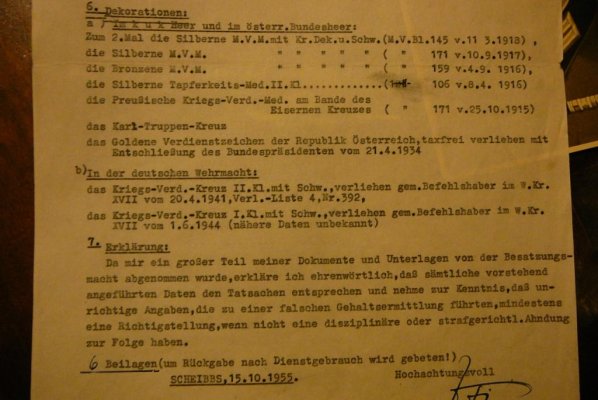 6. Dekorationen:
a) Im k u k Heer und im österr.Bundesheer:
Zum 2.Mal die Silberne M.V.M.mit Kr.Dek.u.Schw.(M.V.Bl.145 v.11 3.1918) ,
die Silberne M.V.M. " " " " " ( " 171 v.10.9.1917),
die Bronzene M.V.M. " " " " " ( " 159 v.4.9. 1916),
die Silberne Tapferkeits-Med.II.Kl.............( 106 v.8.4. 1916)
die Preußische Kriegs-Verd.-Med. am Bande des
Eisernen Kreuzes ( " 171 v.25.10.1915)
das Karl-Truppen-Kreuz
das Goldene Verdienstzeichen der Republik Österreich,taxfrei verliehen mit
Entschließung des Bundespräsidenten vom 21.4.1934
b) In der deutschen Wehrmacht:
das Kriegs-Verd.-Kreuz II.Kl.mit Schw.,verliehen gem.Befehlshaber im W.Kr.
XVII vom 20.4.1941,Verl.-Liste 4,Nr.392,
das Kriegs-Verd.-Kreuz I.Kl.mit Schw.,verliehen gem.Befehlshaber im W.Kr.
XVII vom 1.6.1944 (nähere Daten unbekannt)
7. Erklärung:
Da mir ein großer Teil meiner Dokumente und Unterlagen von der Besatzungs-
macht abgenommen wurde,erkläre ich ehrenwörtlich,daß sämtliche vorstehend
angeführten Daten den Tatsachen entsprechen und nehme zur Kenntnis,daß un-
richtige Angaben,die zu einer falschen Gehaltsermittlung führten,mindestens
eine Richtigstellung,wenn nicht eine disziplinäre oder strafgerichtl.Ahndung
zur Folge haben.
6 Beilagen(um Rückgabe nach Dienstgebrauch wird gebeten!)
Hochachtungsvoll
SCHEIBBS,15.10.1955.